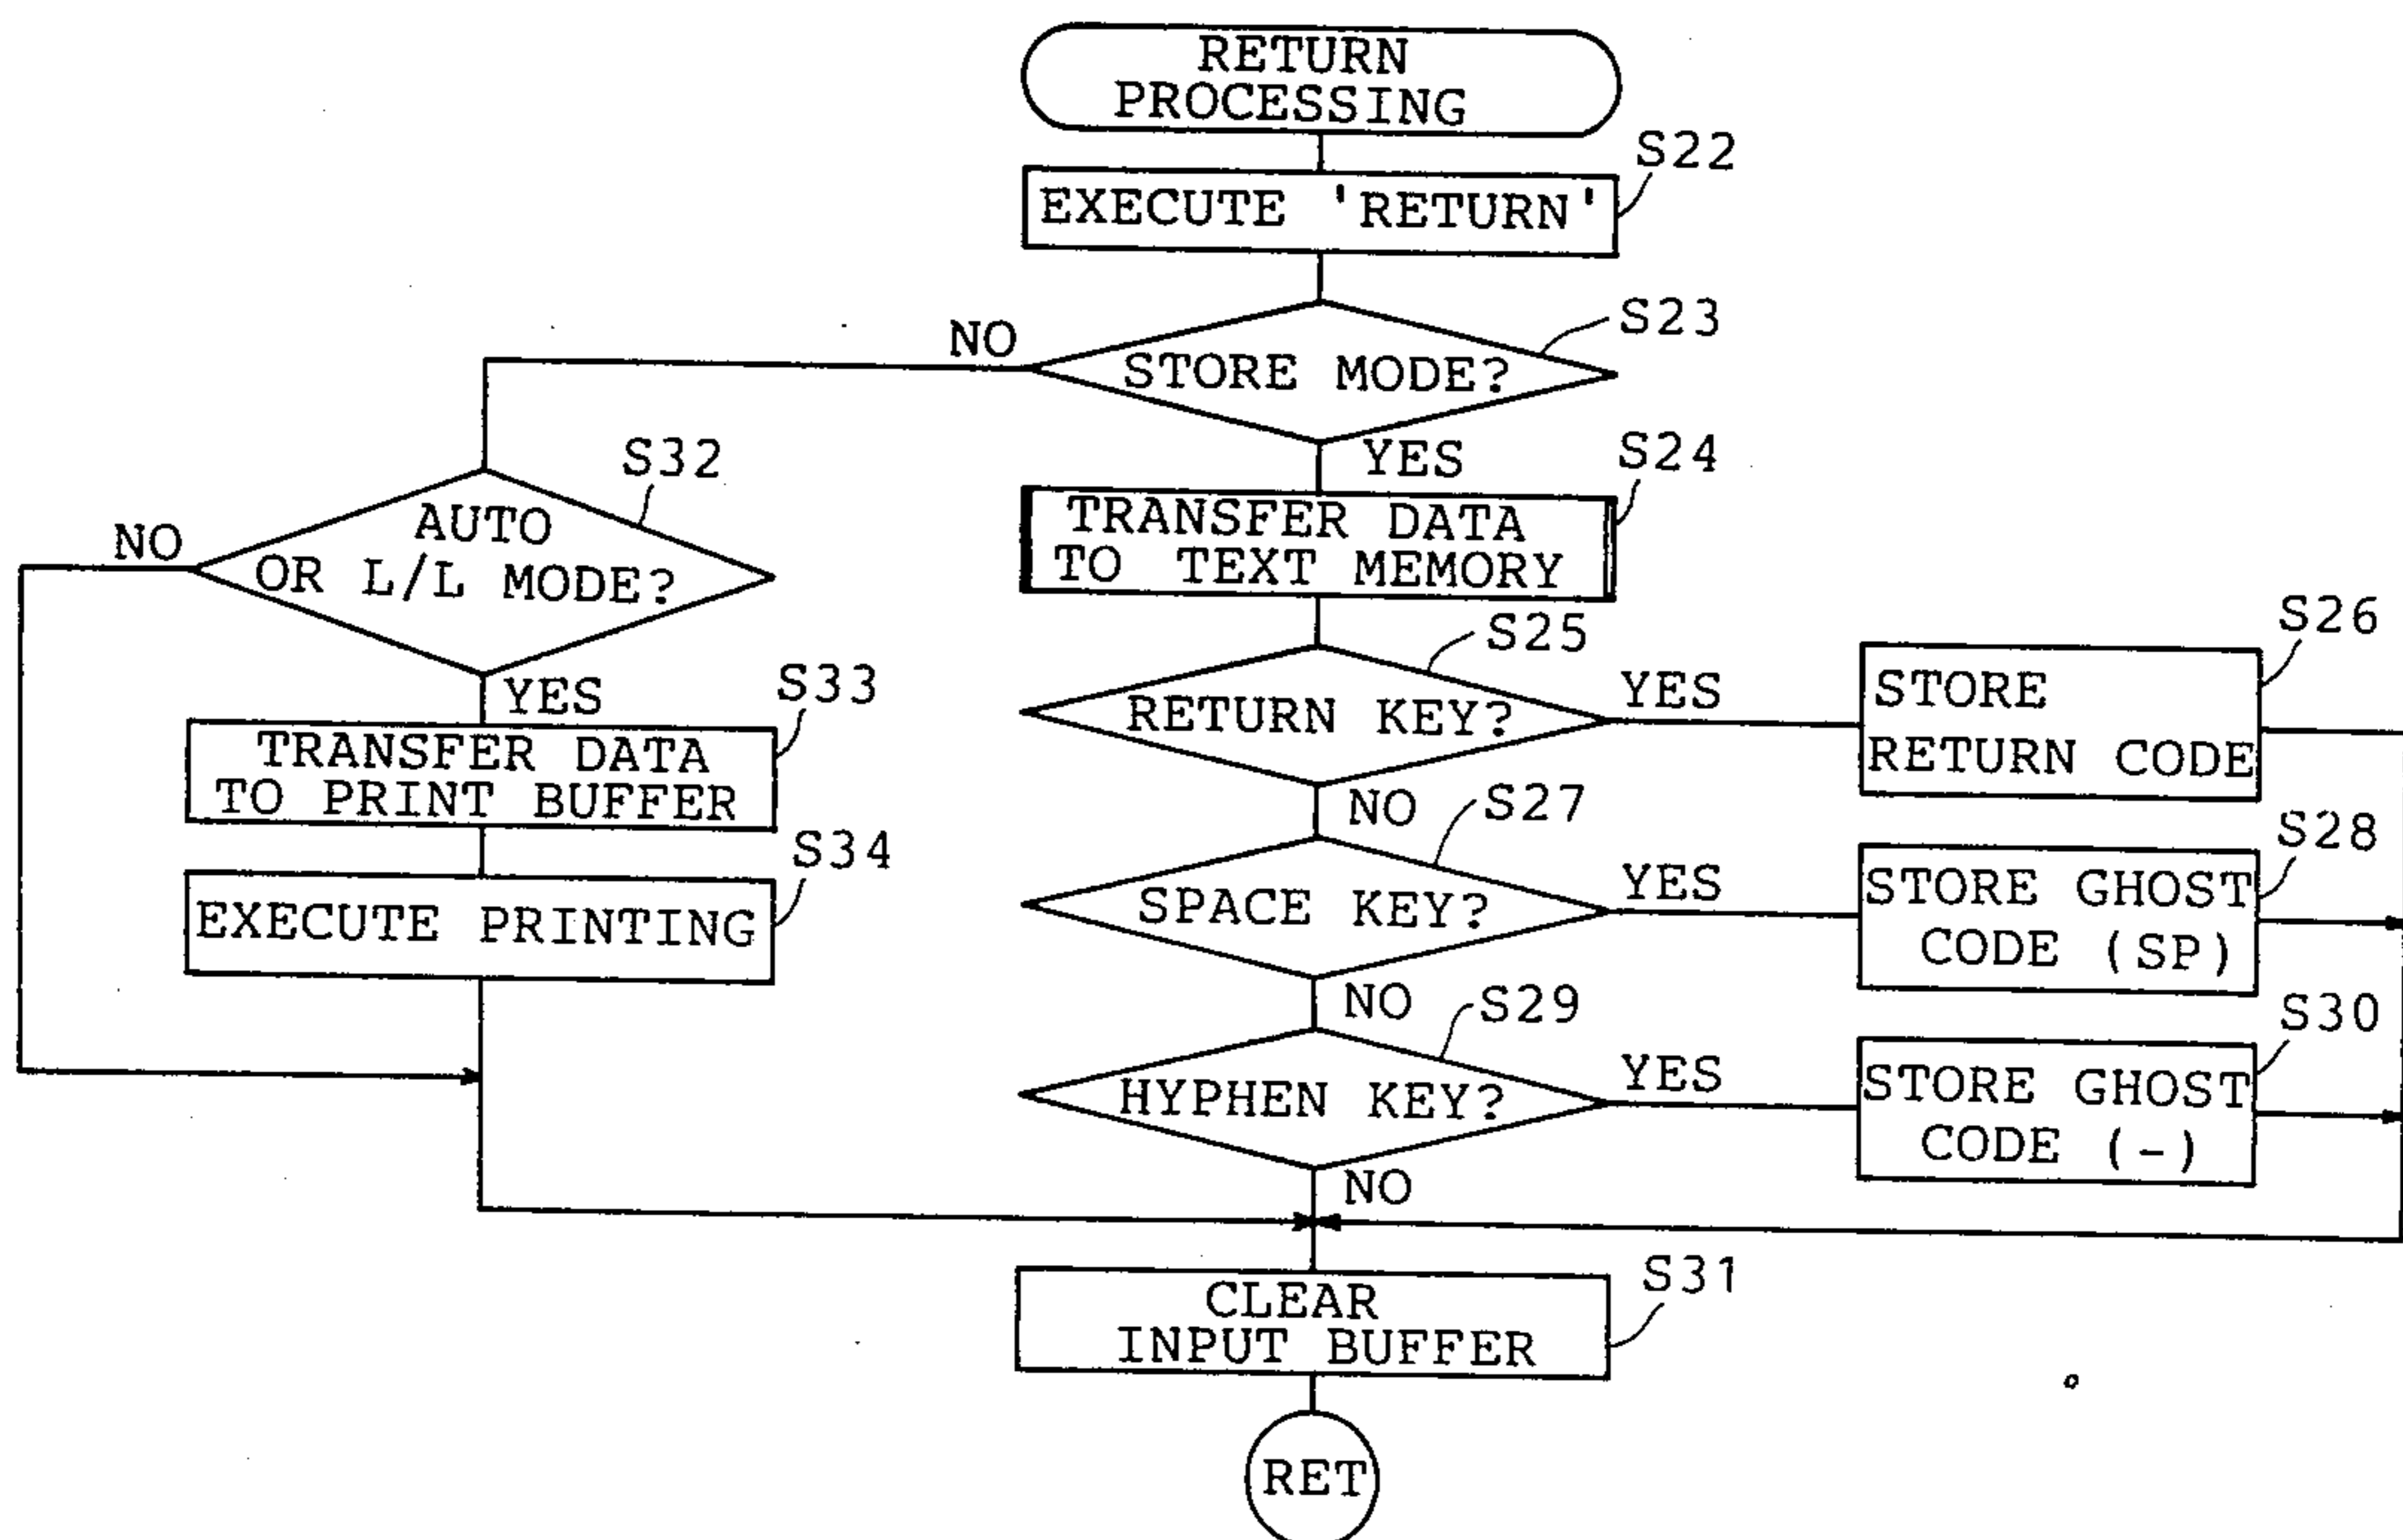 RETURN
PROCESSING
S22
EXECUTE 'RETURN'
S23
NO
STORE MODE?
YES
S24
TRANSFER DATA
TO TEXT MEMORY
S32
AUTO
OR L/L MODE?
NO
YES
S33
TRANSFER DATA
TO PRINT BUFFER
S34
EXECUTE PRINTING
S25
RETURN KEY?
YES
S26
STORE
RETURN CODE
NO
S27
SPACE KEY?
YES
S28
STORE GHOST
CODE (SP)
NO
S29
HYPHEN KEY?
YES
S30
STORE GHOST
CODE (-)
NO
S31
CLEAR
INPUT BUFFER
RET